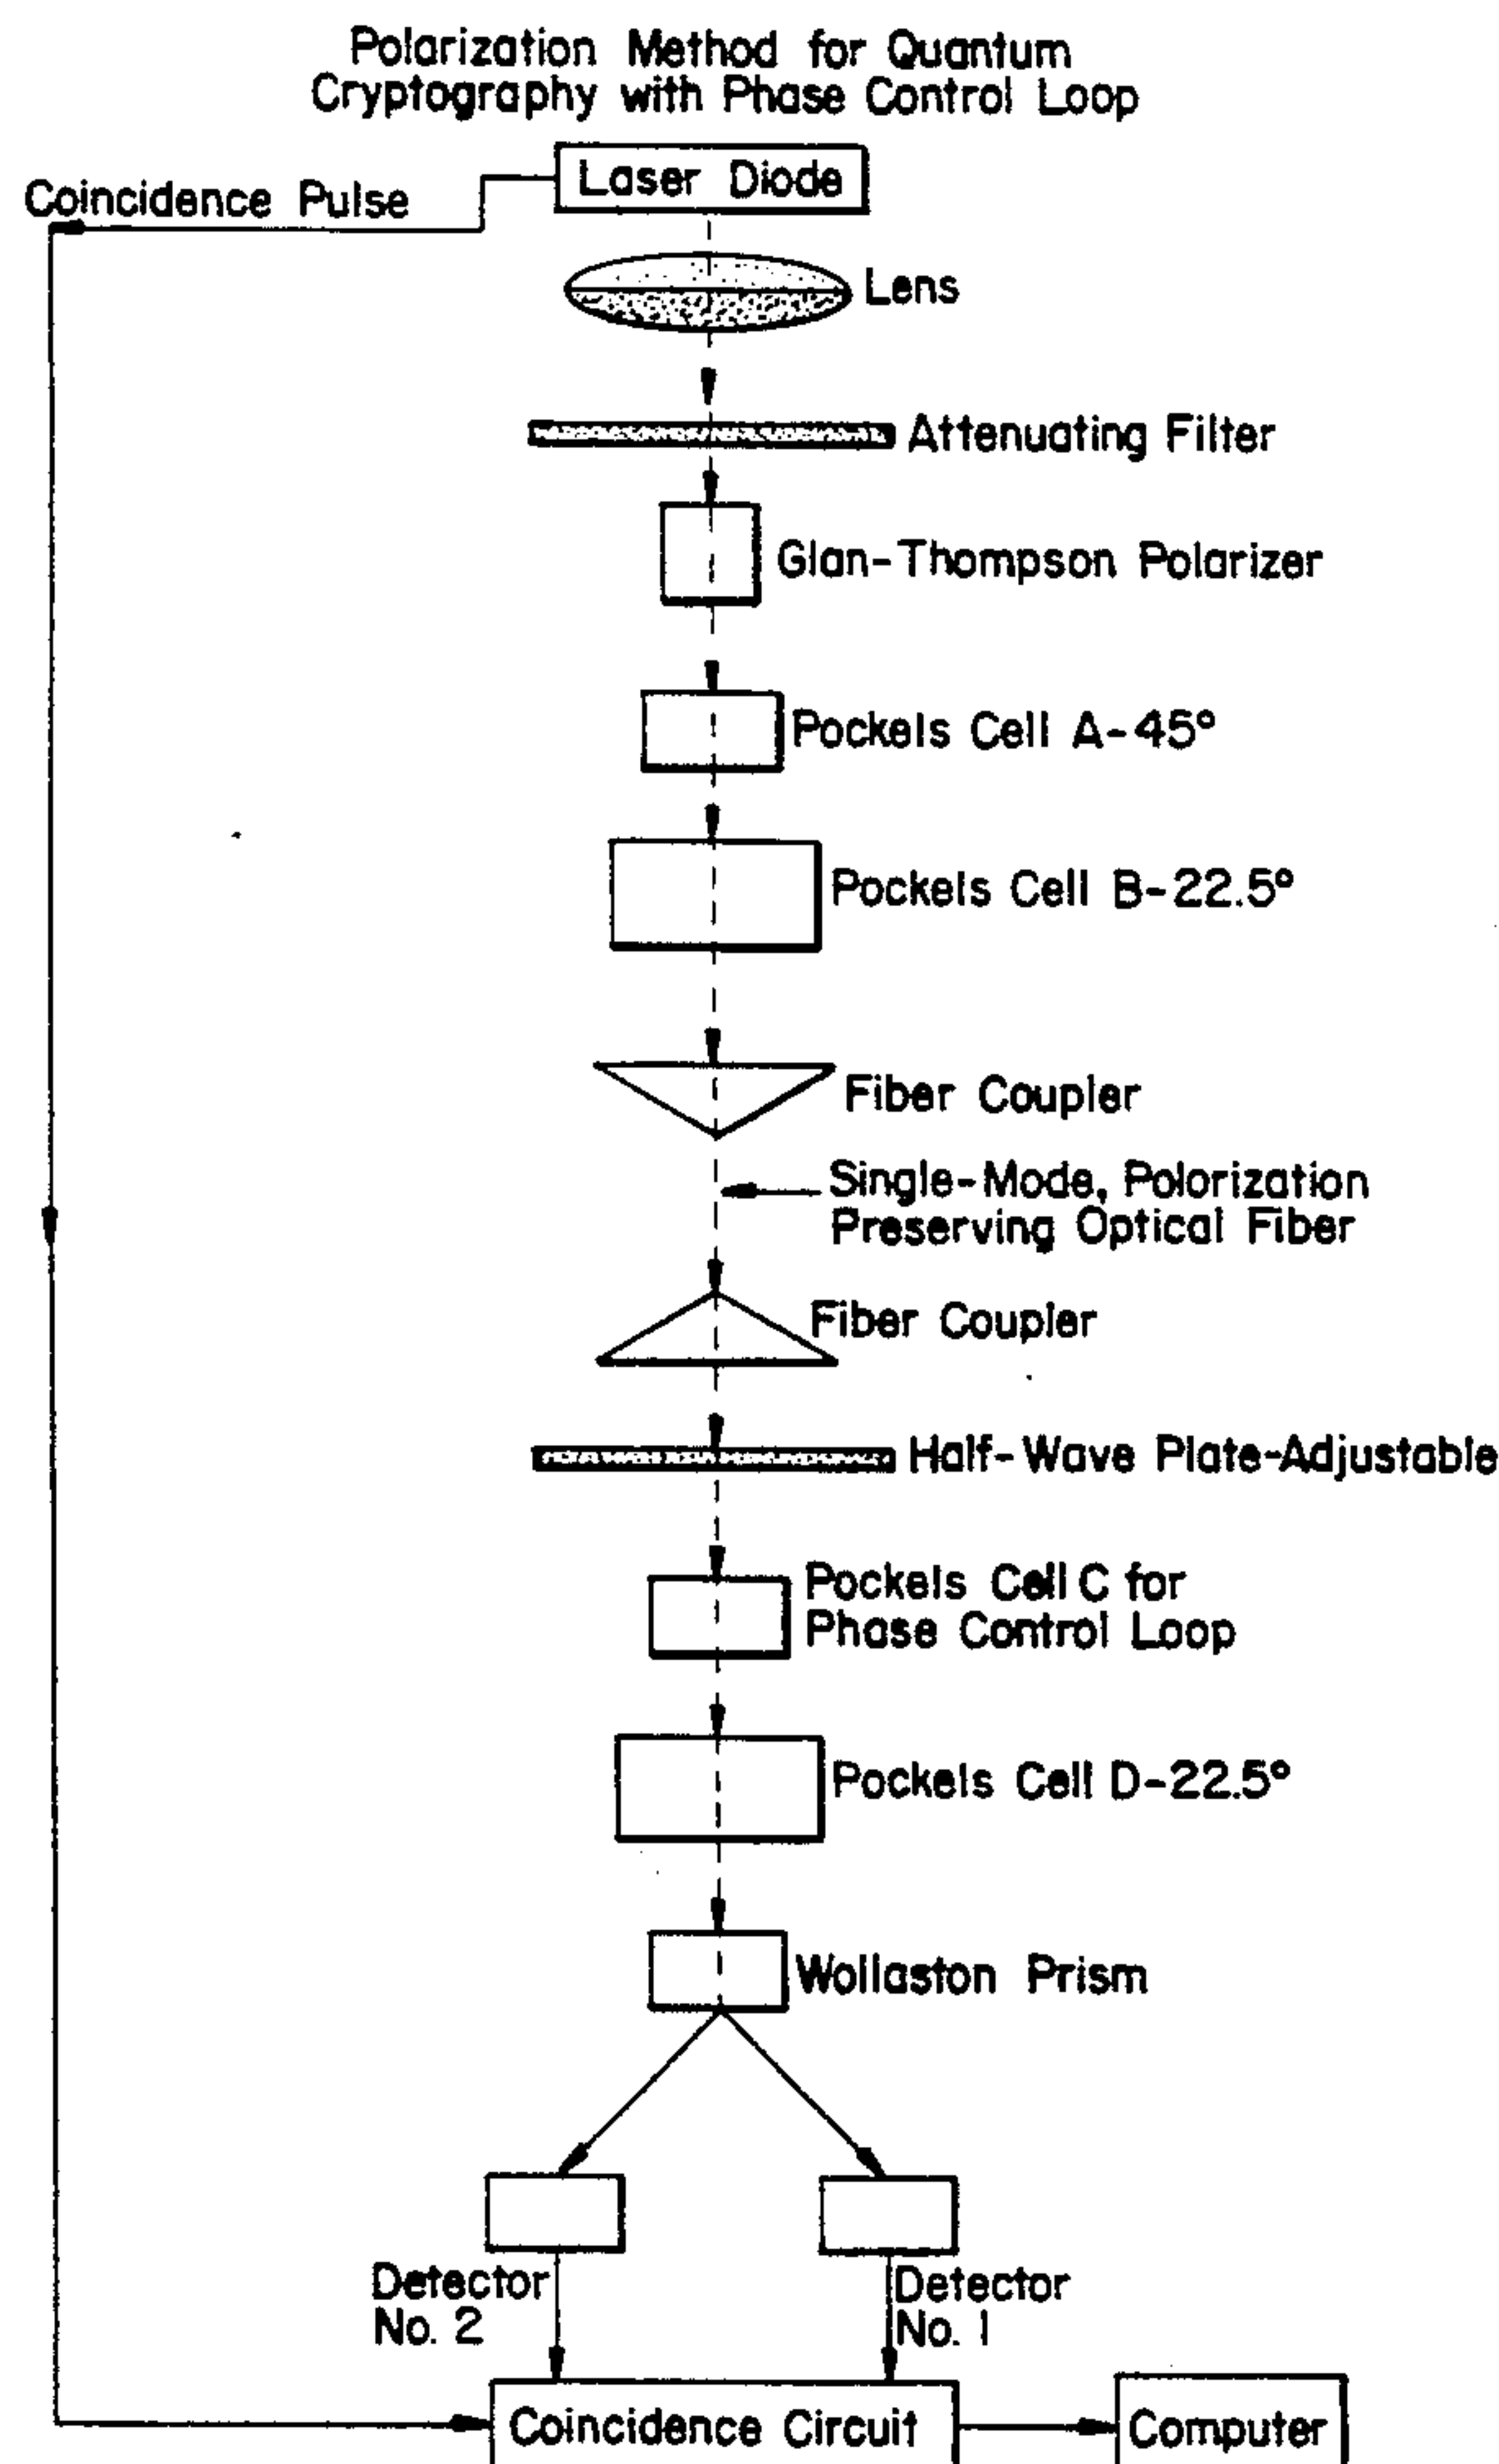 Polarization Method for Quantum
Cryptography with Phase Control Loop
Laser Diode
Coincidence Pulse
Lens
Attenuating Filter
Glan-Thompson Polarizer
Pockels Cell A-45°
Pockels Cell B-22.5°
Fiber Coupler
Single-Mode, Polorization
Preserving Optical Fiber
Fiber Coupler
Half-Wave Plate-Adjustable
Pockels Cell C for
Phase Control Loop
Pockels Cell D-22.5°
Wollaston Prism
Detector
No. 2
Detector
No. 1
Coincidence Circuit
Computer